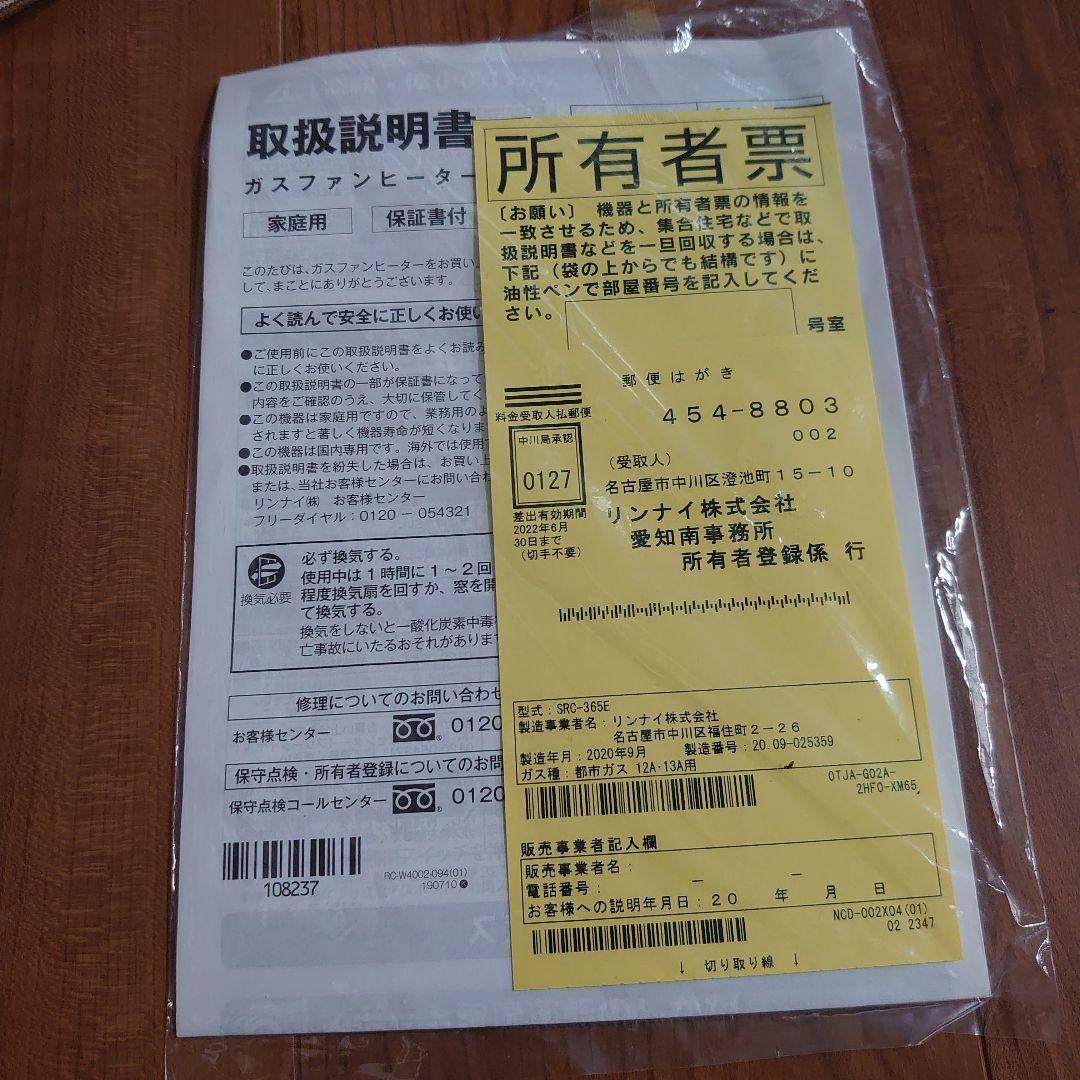 取扱説明書
ガスファンヒーター
家庭用
保証書付
このたびは、ガスファンヒーターをお買い
して、まことにありがとうございます。
よく読んで安全に正しくお使い
●ご使用前にこの取扱説明書をよくお読み
に正しくお使いください。
●この取扱説明書の一部が保証書になって
内容をご確認のうえ、大切に保管してく
●この機器は家庭用ですので、業務用のよ
されますと著しく機器寿命が短くなりま
●この機器は国内専用です。海外では使用
●取扱説明書を紛失した場合は、お買い上
または、当社お客様センターにお問い合わ
リンナイ㈱ お客様センター
フリーダイヤル：0120－054321
換気必要
必ず換気する。
使用中は1時間に1～2回
程度換気扇を回すか、窓を開
て換気する。
換気をしないと一酸化炭素中毒
亡事故にいたるおそれがありま
修理についてのお問い合わせ
お客様センター 0120
保守点検・所有者登録についてのお問
保守点検コールセンター 0120
108237
RC-W4002-094(01)
190710 Ⓚ
所有者票
〔お願い〕 機器と所有者票の情報を
一致させるため、集合住宅などで取
扱説明書などを一旦回収する場合は、
下記（袋の上からでも結構です）に
油性ペンで部屋番号を記入してくだ
さい。
号室
郵便はがき
料金受取人払郵便
454-8803
002
中川局承認
0127
差出有効期間
2022年6月
30日まで
（切手不要）
（受取人）
名古屋市中川区澄池町15－10
リンナイ株式会社
愛知南事務所
所有者登録係 行
型式：SRC-365E
製造事業者名：リンナイ株式会社
名古屋市中川区福住町2－26
製造年月：2020年9月 製造番号：20.09-025359
ガス種：都市ガス 12A・13A用
0TJA-G02A-
2HF0-XM65
販売事業者記入欄
販売事業者名：
電話番号： － －
お客様への説明年月日：20 年 月 日
NCD-002X04(01)
02 2347
↓ 切り取り線 ↓